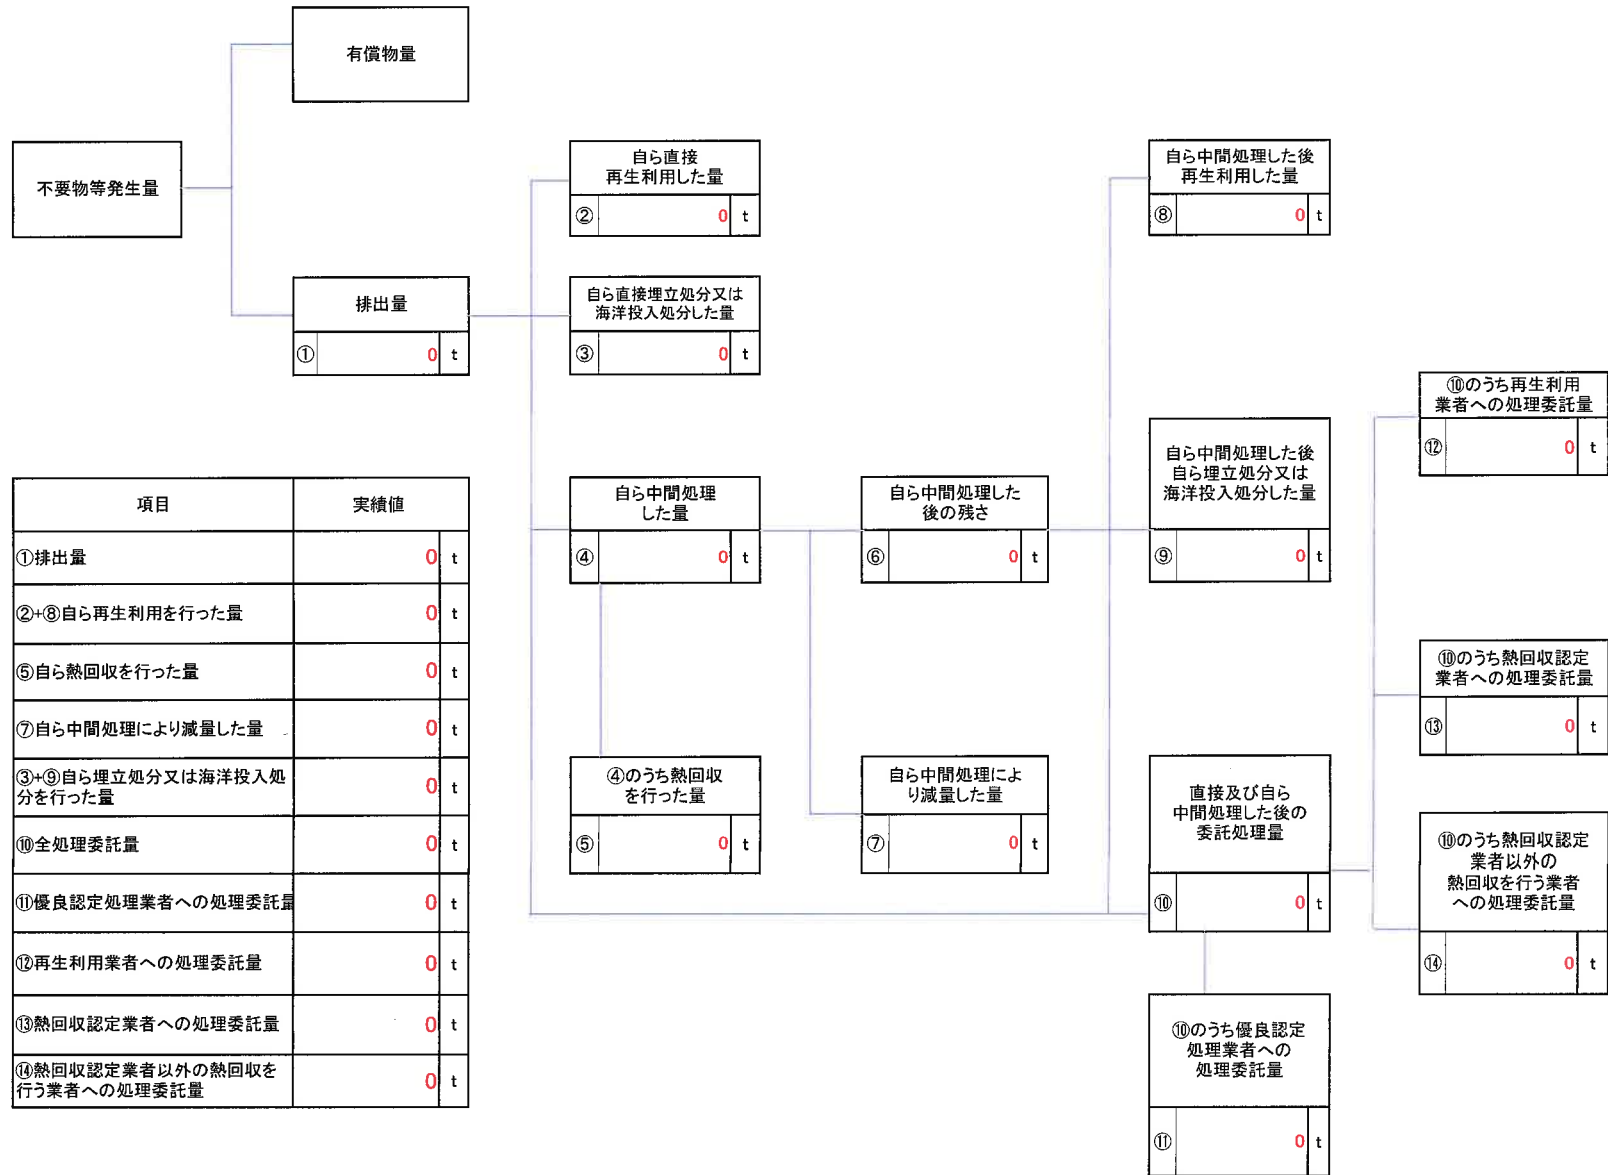 有償物量
不要物等発生量
排出量
① 0 t
自ら直接
再生利用した量
② 0 t
自ら直接埋立処分又は
海洋投入処分した量
③ 0 t
自ら中間処理
した量
④ 0 t
④のうち熱回収
を行った量
⑤ 0 t
自ら中間処理した
後の残さ
⑥ 0 t
自ら中間処理によ
り減量した量
⑦ 0 t
自ら中間処理した後
再生利用した量
⑧ 0 t
自ら中間処理した後
自ら埋立処分又は
海洋投入処分した量
⑨ 0 t
直接及び自ら
中間処理した後の
委託処理量
⑩ 0 t
⑩のうち優良認定
処理業者への
処理委託量
⑪ 0 t
⑩のうち再生利用
業者への処理委託量
⑫ 0 t
⑩のうち熱回収認定
業者への処理委託量
⑬ 0 t
⑩のうち熱回収認定
業者以外の
熱回収を行う業者
への処理委託量
⑭ 0 t
項目 実績値
①排出量 0 t
②+⑧自ら再生利用を行った量 0 t
⑤自ら熱回収を行った量 0 t
⑦自ら中間処理により減量した量 0 t
③+⑨自ら埋立処分又は海洋投入処
分を行った量 0 t
⑩全処理委託量 0 t
⑪優良認定処理業者への処理委託量 0 t
⑫再生利用業者への処理委託量 0 t
⑬熱回収認定業者への処理委託量 0 t
⑭熱回収認定業者以外の熱回収を
行う業者への処理委託量 0 t